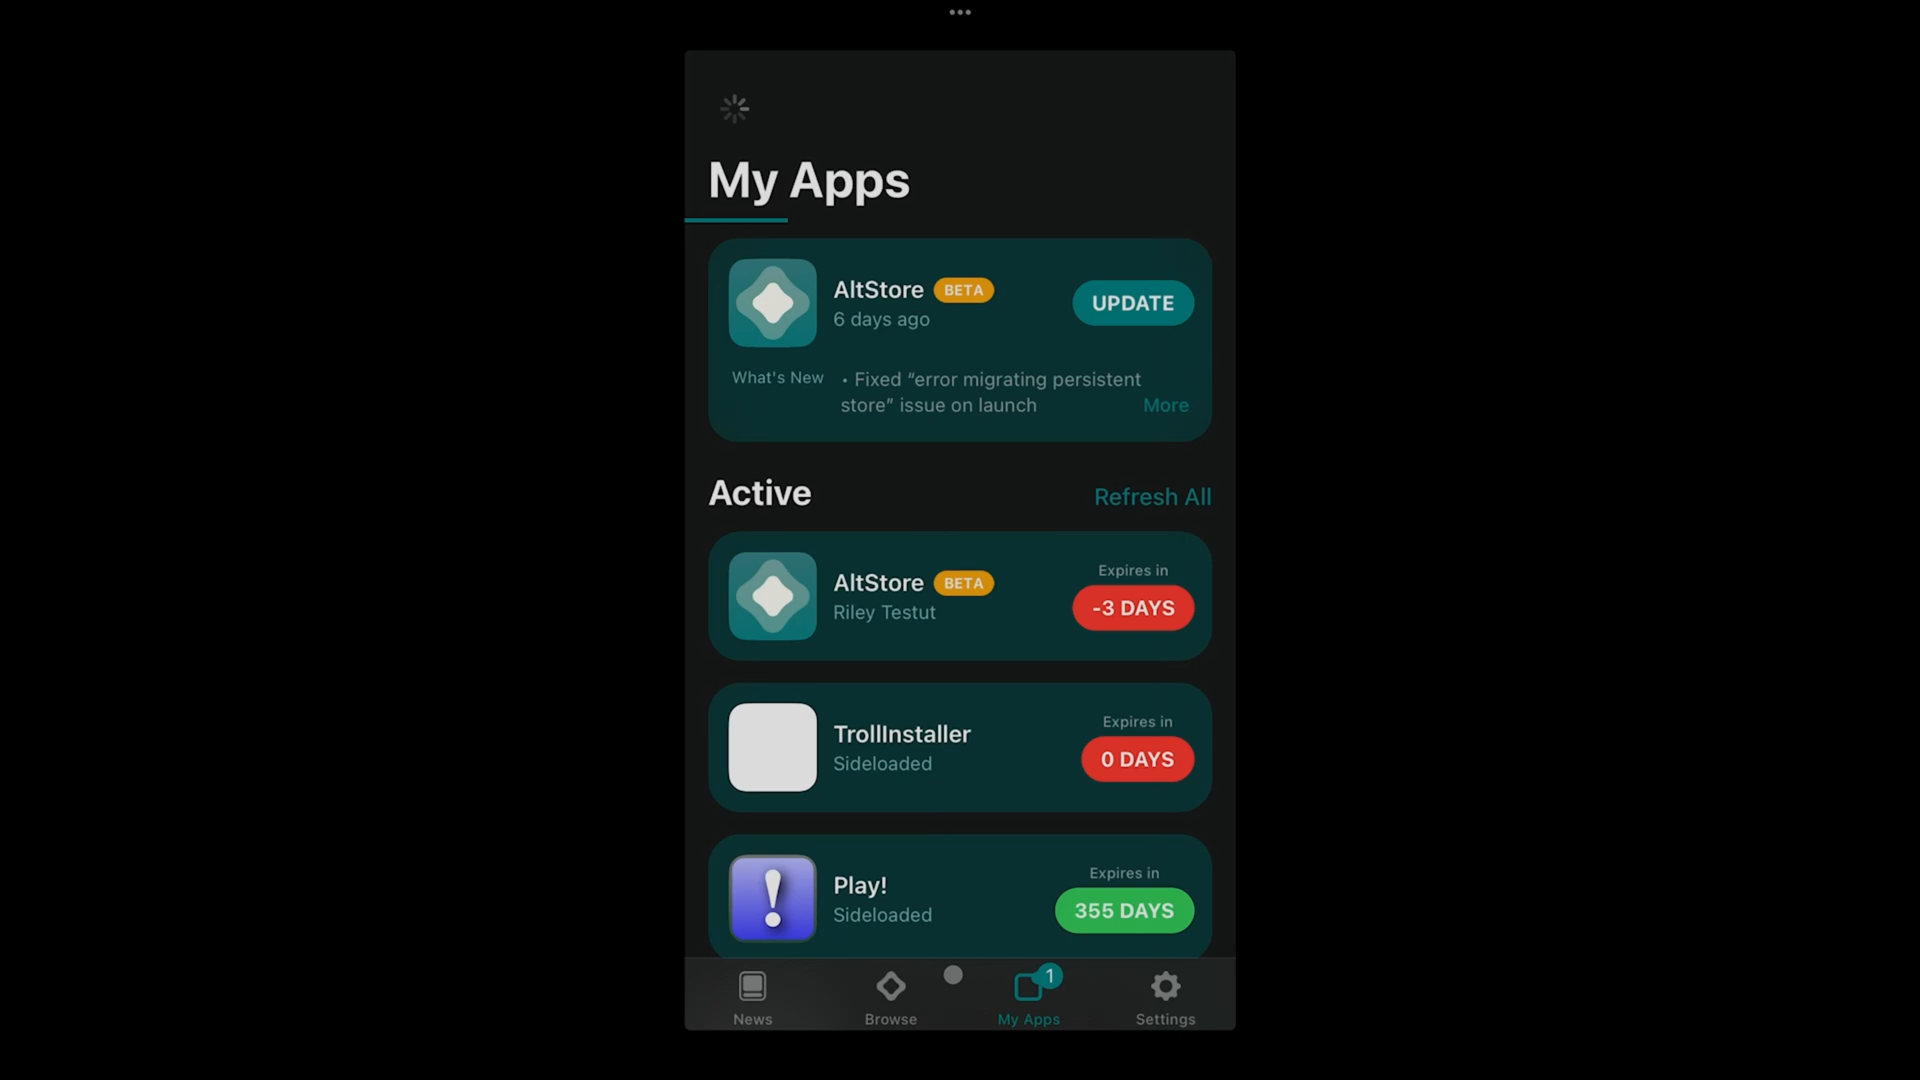 My Apps
AltStore BETA
6 days ago
UPDATE
What's New
• Fixed “error migrating persistent
store” issue on launch
More
Active
Refresh All
AltStore BETA
Riley Testut
Expires in
-3 DAYS
TrollInstaller
Sideloaded
Expires in
0 DAYS
Play!
Sideloaded
Expires in
355 DAYS
1
News
Browse
My Apps
Settings